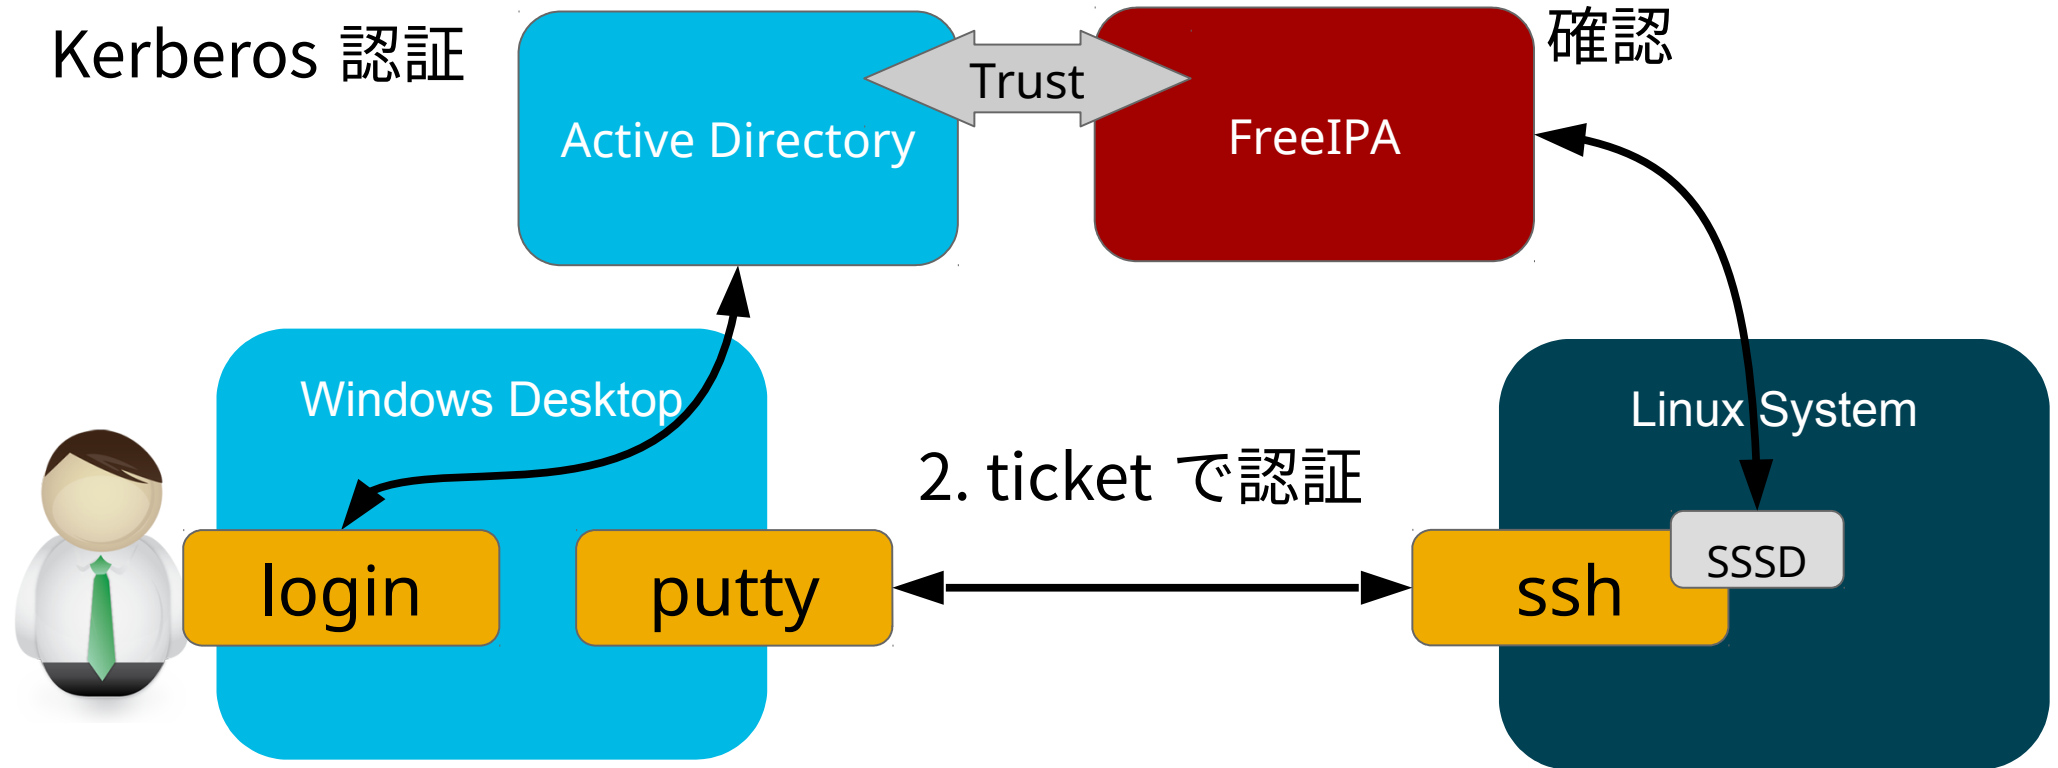 Kerberos 認証
確認
Trust
Active Directory
FreeIPA
Windows Desktop
Linux System
2. ticket で認証
login
putty
ssh
SSSD